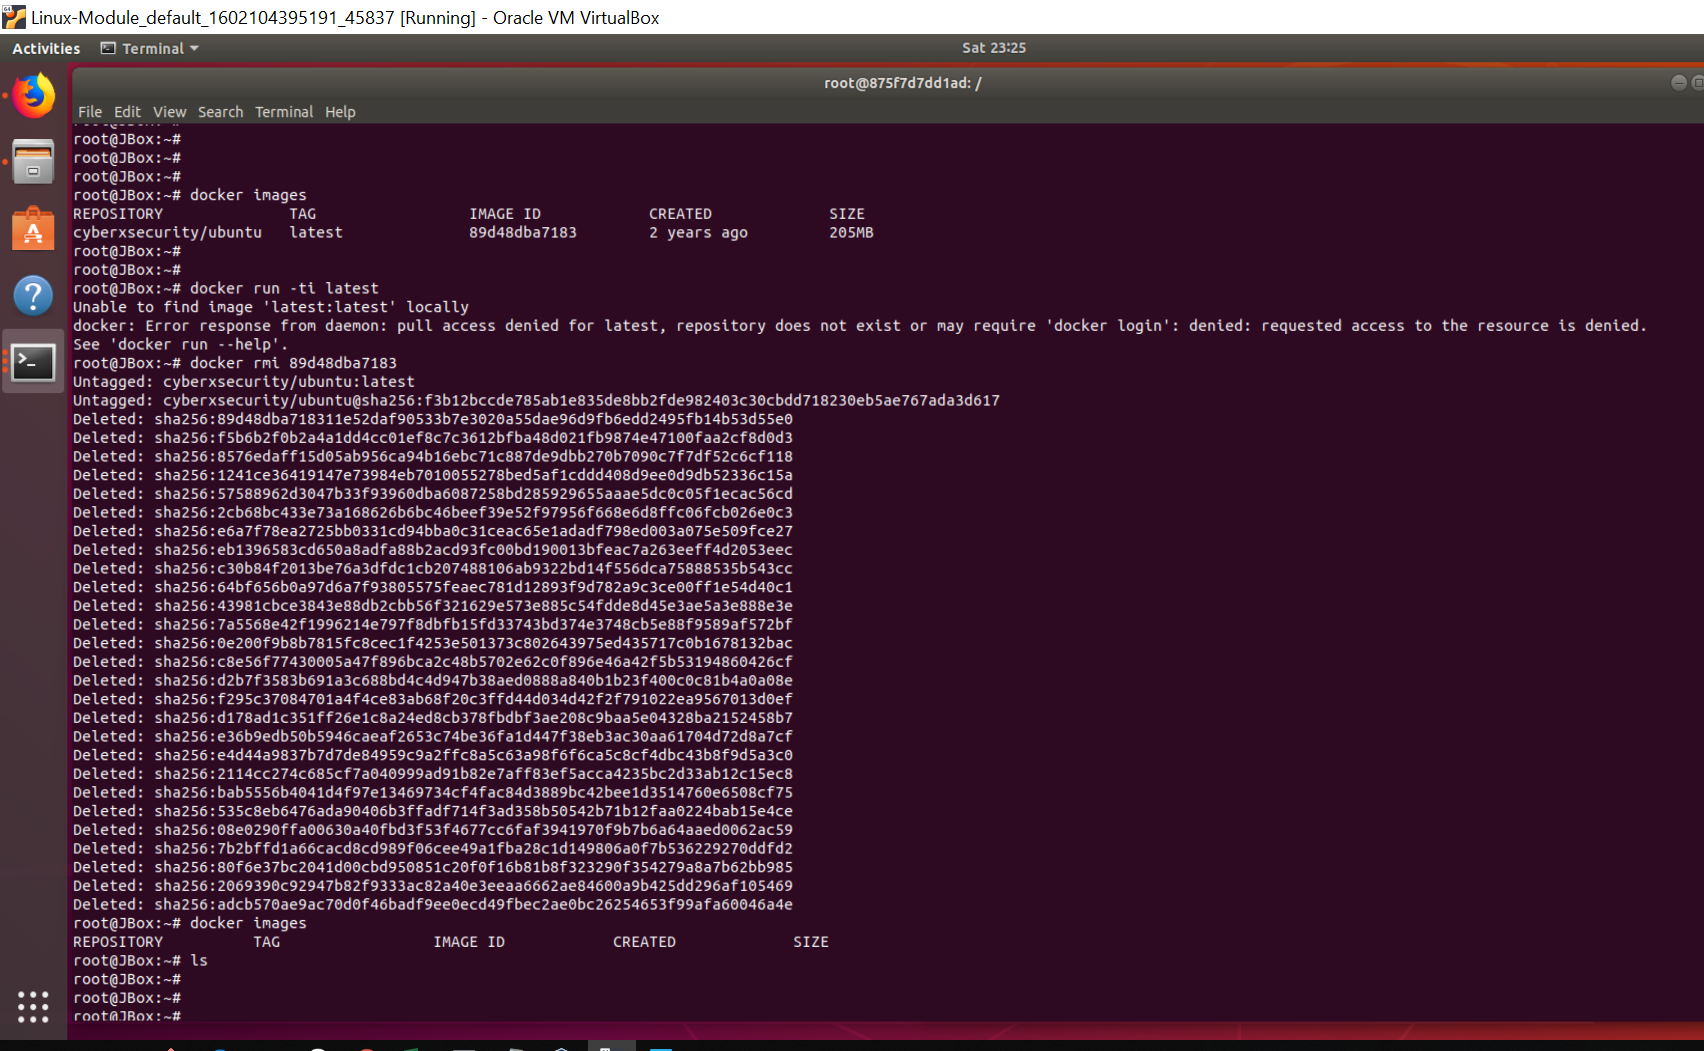 Linux-Module_default_1602104395191_45837 [Running] - Oracle VM VirtualBox
Activities Terminal Sat 23:25
root@875f7d7dd1ad: /
File Edit View Search Terminal Help
root@JBox:~#
root@JBox:~#
root@JBox:~#
root@JBox:~# docker images
REPOSITORY TAG IMAGE ID CREATED SIZE
cyberxsecurity/ubuntu latest 89d48dba7183 2 years ago 205MB
root@JBox:~#
root@JBox:~#
root@JBox:~# docker run -ti latest
Unable to find image 'latest:latest' locally
docker: Error response from daemon: pull access denied for latest, repository does not exist or may require 'docker login': denied: requested access to the resource is denied.
See 'docker run --help'.
root@JBox:~# docker rmi 89d48dba7183
Untagged: cyberxsecurity/ubuntu:latest
Untagged: cyberxsecurity/ubuntu@sha256:f3b12bccde785ab1e835de8bb2fde982403c30cbdd718230eb5ae767ada3d617
Deleted: sha256:89d48dba718311e52daf90533b7e3020a55dae96d9fb6edd2495fb14b53d55e0
Deleted: sha256:f5b6b2f0b2a4a1dd4cc01ef8c7c3612bfba48d021fb9874e47100faa2cf8d0d3
Deleted: sha256:8576edaff15d05ab956ca94b16ebc71c887de9dbb270b7090c7f7df52c6cf118
Deleted: sha256:1241ce36419147e73984eb7010055278bed5af1cddd408d9ee0d9db52336c15a
Deleted: sha256:57588962d3047b33f93960dba6087258bd285929655aaae5dc0c05f1ecac56cd
Deleted: sha256:2cb68bc433e73a168626b6bc46beef39e52f97956f668e6d8ffc06fcb026e0c3
Deleted: sha256:e6a7f78ea2725bb0331cd94bba0c31ceac65e1adadf798ed003a075e509fce27
Deleted: sha256:eb1396583cd650a8adfa88b2acd93fc00bd190013bfeac7a263eeff4d2053eec
Deleted: sha256:c30b84f2013be76a3dfdc1cb207488106ab9322bd14f556dca75888535b543cc
Deleted: sha256:64bf656b0a97d6a7f93805575feaec781d12893f9d782a9c3ce00ff1e54d40c1
Deleted: sha256:43981cbce3843e88db2cbb56f321629e573e885c54fdde8d45e3ae5a3e888e3e
Deleted: sha256:7a5568e42f1996214e797f8dbfb15fd33743bd374e3748cb5e88f9589af572bf
Deleted: sha256:0e200f9b8b7815fc8cec1f4253e501373c802643975ed435717c0b1678132bac
Deleted: sha256:c8e56f77430005a47f896bca2c48b5702e62c0f896e46a42f5b53194860426cf
Deleted: sha256:d2b7f3583b691a3c688bd4c4d947b38aed0888a840b1b23f400c0c81b4a0a08e
Deleted: sha256:f295c37084701a4f4ce83ab68f20c3ffd44d034d42f2f791022ea9567013d0ef
Deleted: sha256:d178ad1c351ff26e1c8a24ed8cb378fbdbf3ae208c9baa5e04328ba2152458b7
Deleted: sha256:e36b9edb50b5946caeaf2653c74be36fa1d447f38eb3ac30aa61704d72d8a7cf
Deleted: sha256:e4d44a9837b7d7de84959c9a2ffc8a5c63a98f6f6ca5c8cf4dbc43b8f9d5a3c0
Deleted: sha256:2114cc274c685cf7a040999ad91b82e7aff83ef5acca4235bc2d33ab12c15ec8
Deleted: sha256:bab5556b4041d4f97e13469734cf4fac84d3889bc42bee1d3514760e6508cf75
Deleted: sha256:535c8eb6476ada90406b3ffadf714f3ad358b50542b71b12faa0224bab15e4ce
Deleted: sha256:08e0290ffa00630a40fbd3f53f4677cc6faf3941970f9b7b6a64aaed0062ac59
Deleted: sha256:7b2bffd1a66cacd8cd989f06cee49a1fba28c1d149806a0f7b536229270ddfd2
Deleted: sha256:80f6e37bc2041d00cbd950851c20f0f16b81b8f323290f354279a8a7b62bb985
Deleted: sha256:2069390c92947b82f9333ac82a40e3eeaa6662ae84600a9b425dd296af105469
Deleted: sha256:adcb570ae9ac70d0f46badf9ee0ecd49fbec2ae0bc26254653f99afa60046a4e
root@JBox:~# docker images
REPOSITORY TAG IMAGE ID CREATED SIZE
root@JBox:~# ls
root@JBox:~#
root@JBox:~#
root@JBox:~#